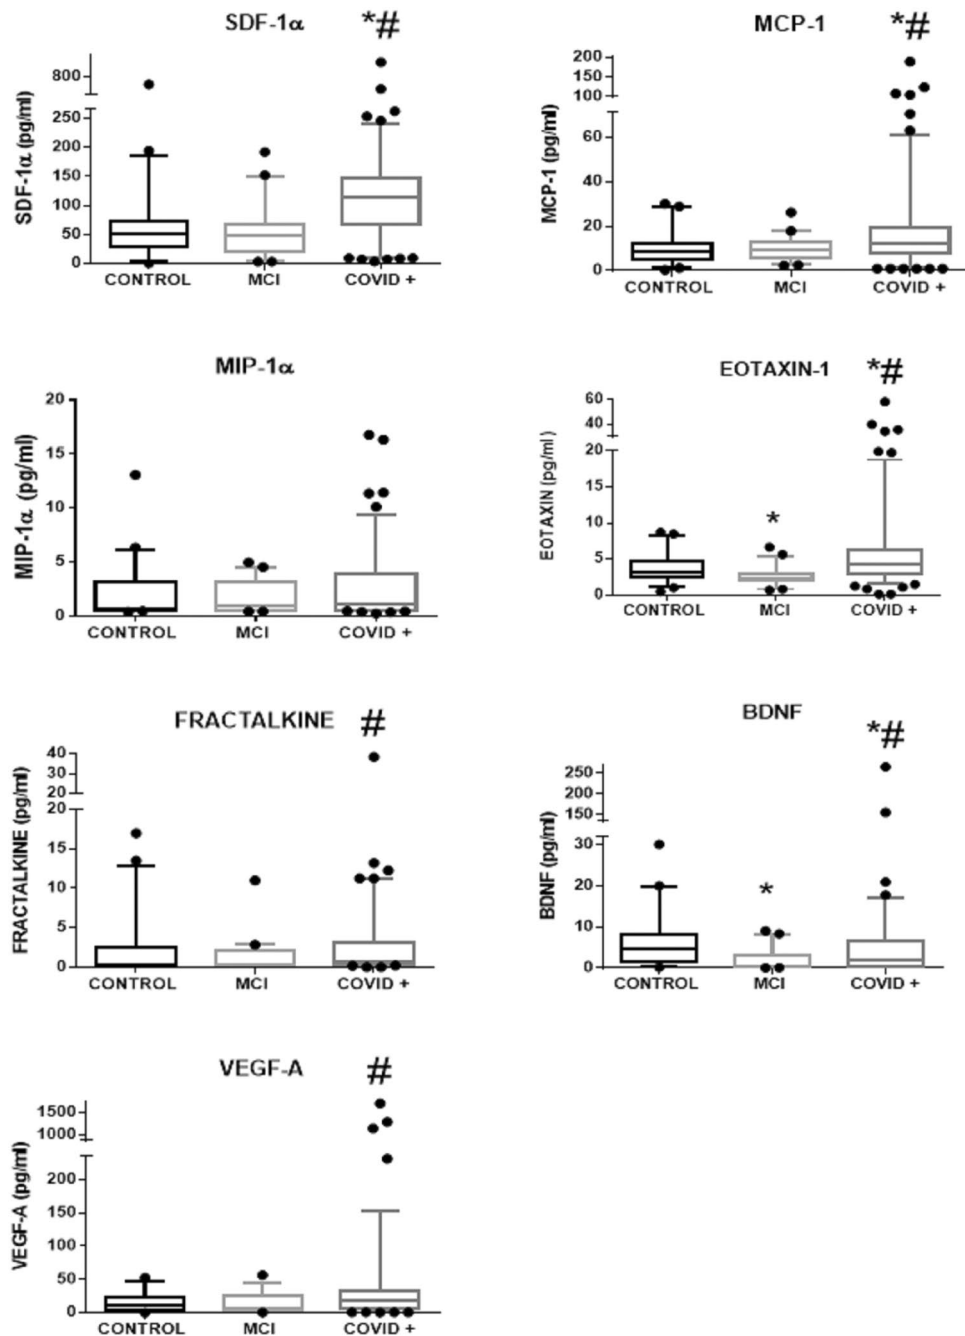 SDF-1α
*#
SDF-1α (pg/ml)
800
250
200
150
100
50
0
CONTROL MCI COVID +
MCP-1
*#
MCP-1 (pg/ml)
200
150
100
60
40
20
0
CONTROL MCI COVID +
MIP-1α
MIP-1α (pg/ml)
20
15
10
5
0
CONTROL MCI COVID +
EOTAXIN-1
*#
EOTAXIN (pg/ml)
60
40
20
15
10
5
0
*
CONTROL MCI COVID +
FRACTALKINE
#
FRACTALKINE (pg/ml)
40
30
20
20
15
10
5
0
CONTROL MCI COVID +
BDNF
*#
BDNF (pg/ml)
250
200
150
30
20
10
0
*
CONTROL MCI COVID +
VEGF-A
#
VEGF-A (pg/ml)
1500
1000
200
150
100
50
0
CONTROL MCI COVID +